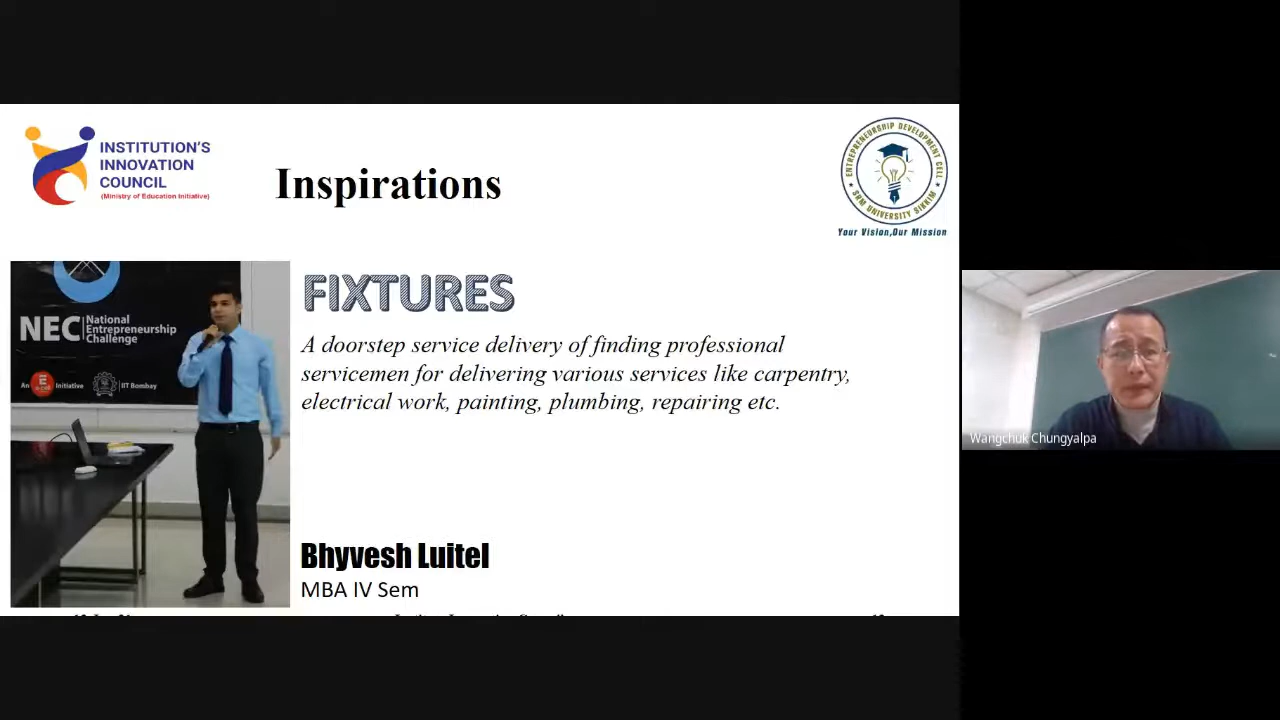 INSTITUTION'S
INNOVATION
COUNCIL
(Ministry of Education Initiative)
Inspirations
ENTREPRENEURSHIP DEVELOPMENT CELL
SRM UNIVERSITY SIKKIM
Your Vision,Our Mission
NEC
National
Entrepreneurship
Challenge
An
Initiative
IIT Bombay
FIXTURES
A doorstep service delivery of finding professional
servicemen for delivering various services like carpentry,
electrical work, painting, plumbing, repairing etc.
Bhyvesh Luitel
MBA IV Sem
Wangchuk Chungyalpa